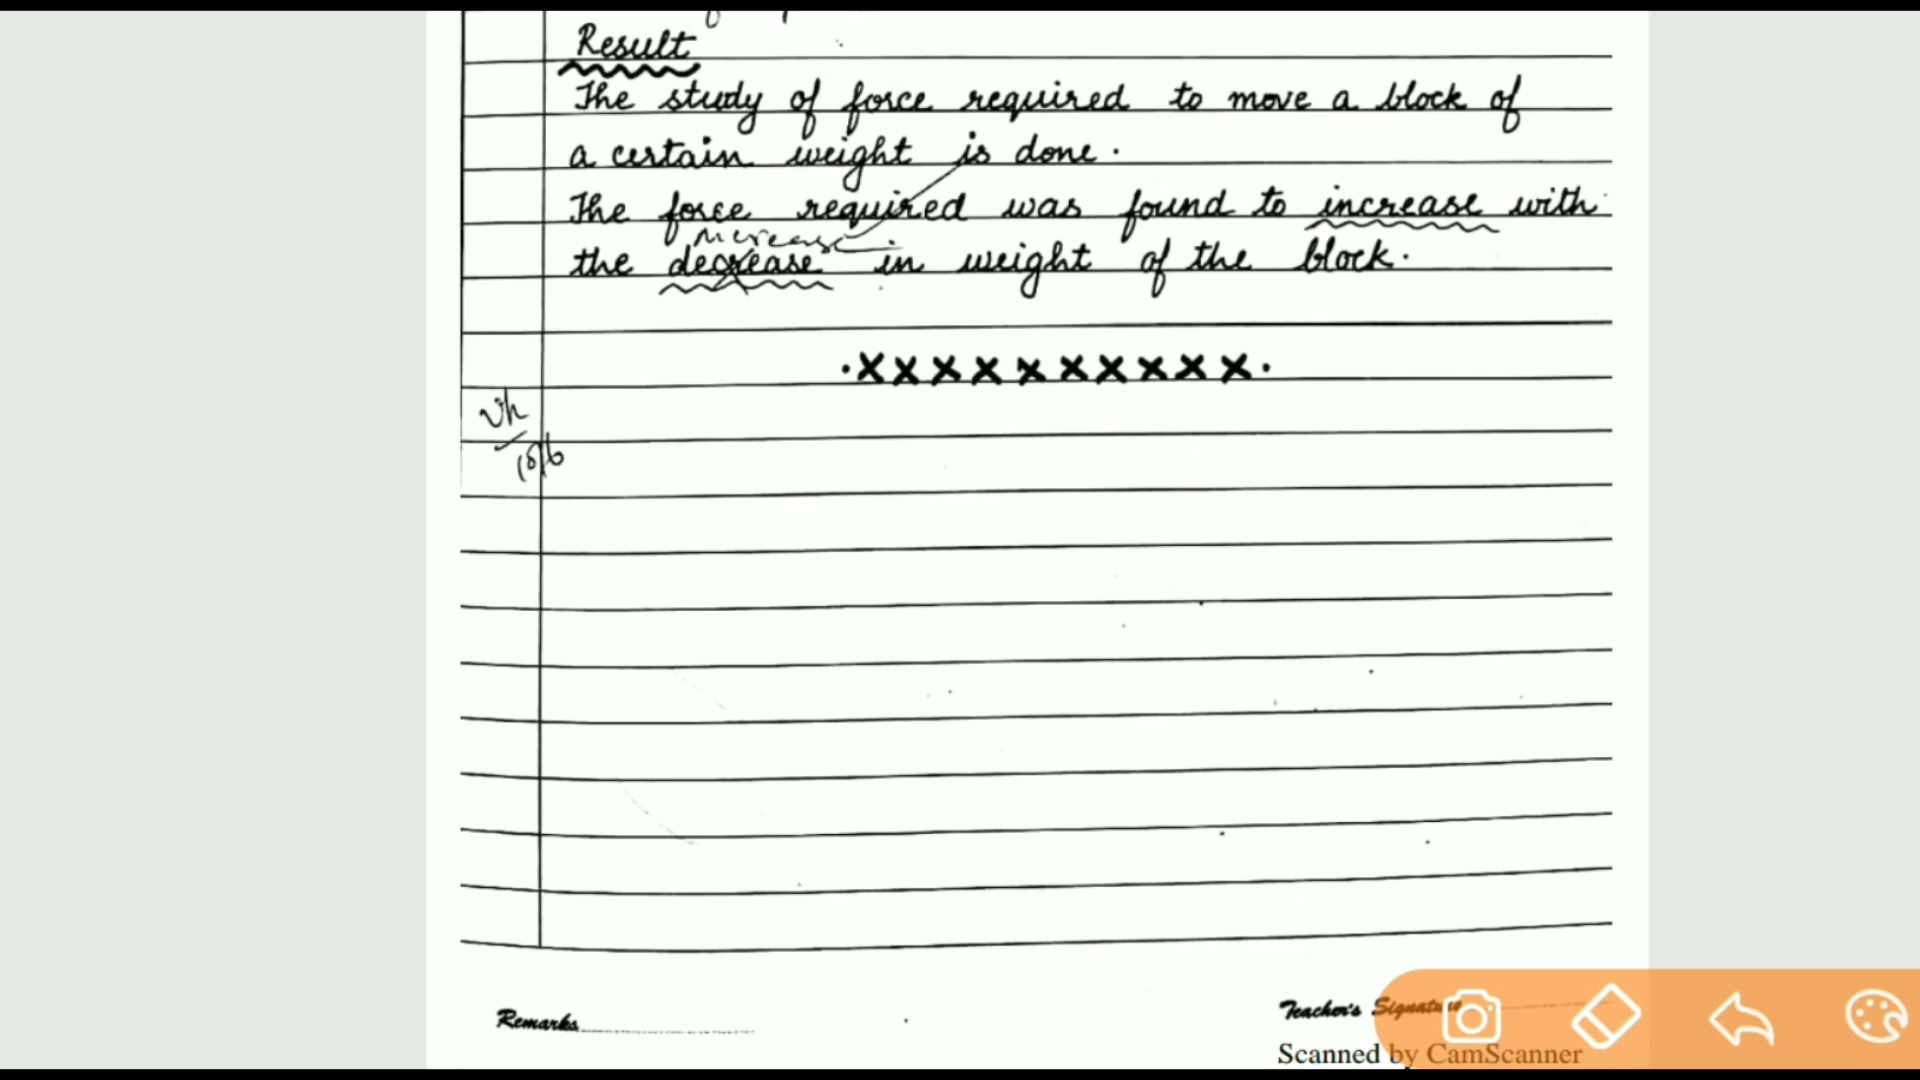 Result
The study of force required to move a block of
a certain weight is done.
The force required was found to increase with
increase
the decrease in weight of the block.
.xxxxxxxxxx.
Remarks
Teacher's Signature
Scanned by CamScanner